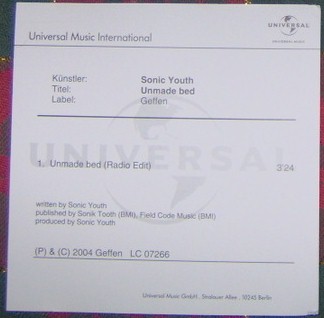 UNIVERSAL
Universal Music International
Künstler: Sonic Youth
Titel: Unmade bed
Label: Geffen
UNIVERSAL
1. Unmade bed (Radio Edit) 3:24
written by Sonic Youth
published by Sonik Tooth (BMI), Field Code Music (BMI)
produced by Sonic Youth
(P) & (C) 2004 Geffen LC 07266
Universal Music GmbH . Stralauer Allee . 10245 Berlin